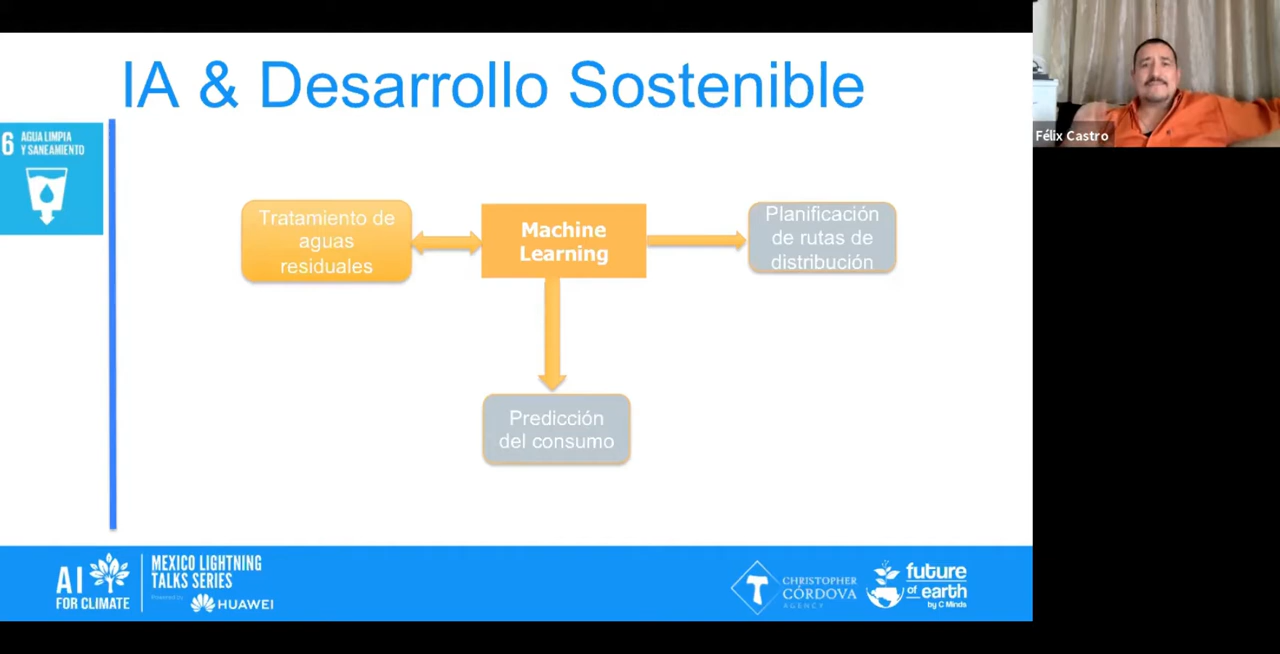 IA & Desarrollo Sostenible
6 AGUA LIMPIA
Y SANEAMIENTO
Tratamiento de
aguas
residuales
Machine
Learning
Planificación
de rutas de
distribución
Predicción
del consumo
Félix Castro
AI
FOR CLIMATE
MEXICO LIGHTNING
TALKS SERIES
Powered by
HUAWEI
CHRISTOPHER
CÓRDOVA
AGENCY
future
of earth
by C Minds